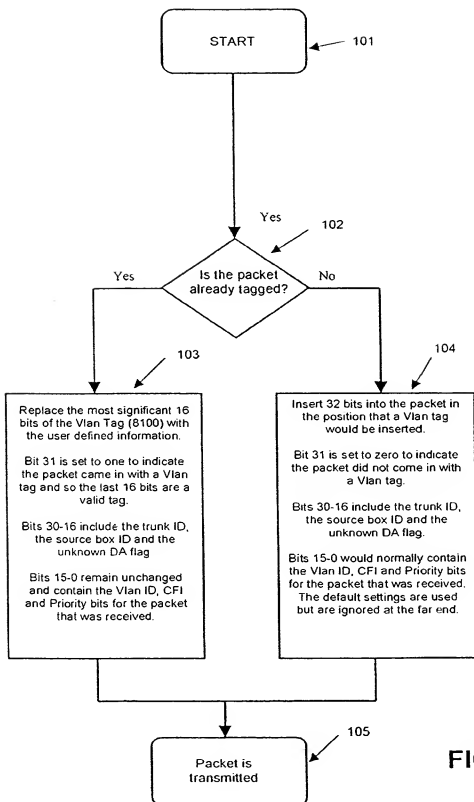 START
101
Yes
102
Is the packet
already tagged?
Yes
No
103
Replace the most significant 16
bits of the Vlan Tag (8100) with
the user defined information.
Bit 31 is set to one to indicate
the packet came in with a Vlan
tag and so the last 16 bits are a
valid tag.
Bits 30-16 include the trunk ID,
the source box ID and the
unknown DA flag
Bits 15-0 remain unchanged
and contain the Vlan ID, CFI
and Priority bits for the packet
that was received.
104
Insert 32 bits into the packet in
the position that a Vlan tag
would be inserted.
Bit 31 is set to zero to indicate
the packet did not come in with
a Vlan tag.
Bits 30-16 include the trunk ID,
the source box ID and the
unknown DA flag.
Bits 15-0 would normally contain
the Vlan ID, CFI and Priority bits
for the packet that was received.
The default settings are used
but are ignored at the far end.
105
Packet is
transmitted